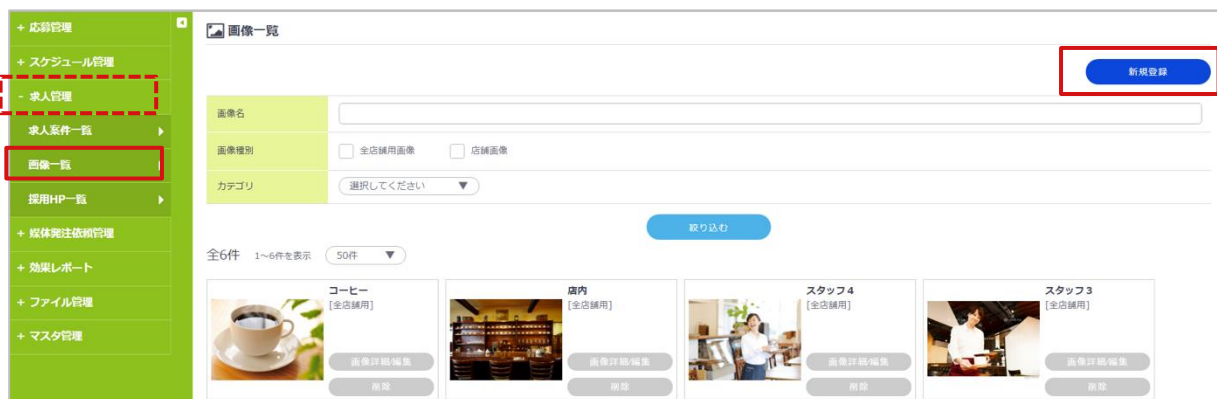 + 応募管理
+ スケジュール管理
- 求人管理
求人案件一覧
画像一覧
採用HP一覧
+ 媒体発注依頼管理
+ 効果レポート
+ ファイル管理
+ マスタ管理
画像一覧
新規登録
画像名
画像種別 全店舗用画像 店舗画像
カテゴリ 選択してください ▼
絞り込む
全6件 1~6件を表示 50件 ▼
コーヒー
[全店舗用]
画像詳細/編集
削除
店内
[全店舗用]
画像詳細/編集
削除
スタッフ4
[全店舗用]
画像詳細/編集
削除
スタッフ3
[全店舗用]
画像詳細/編集
削除